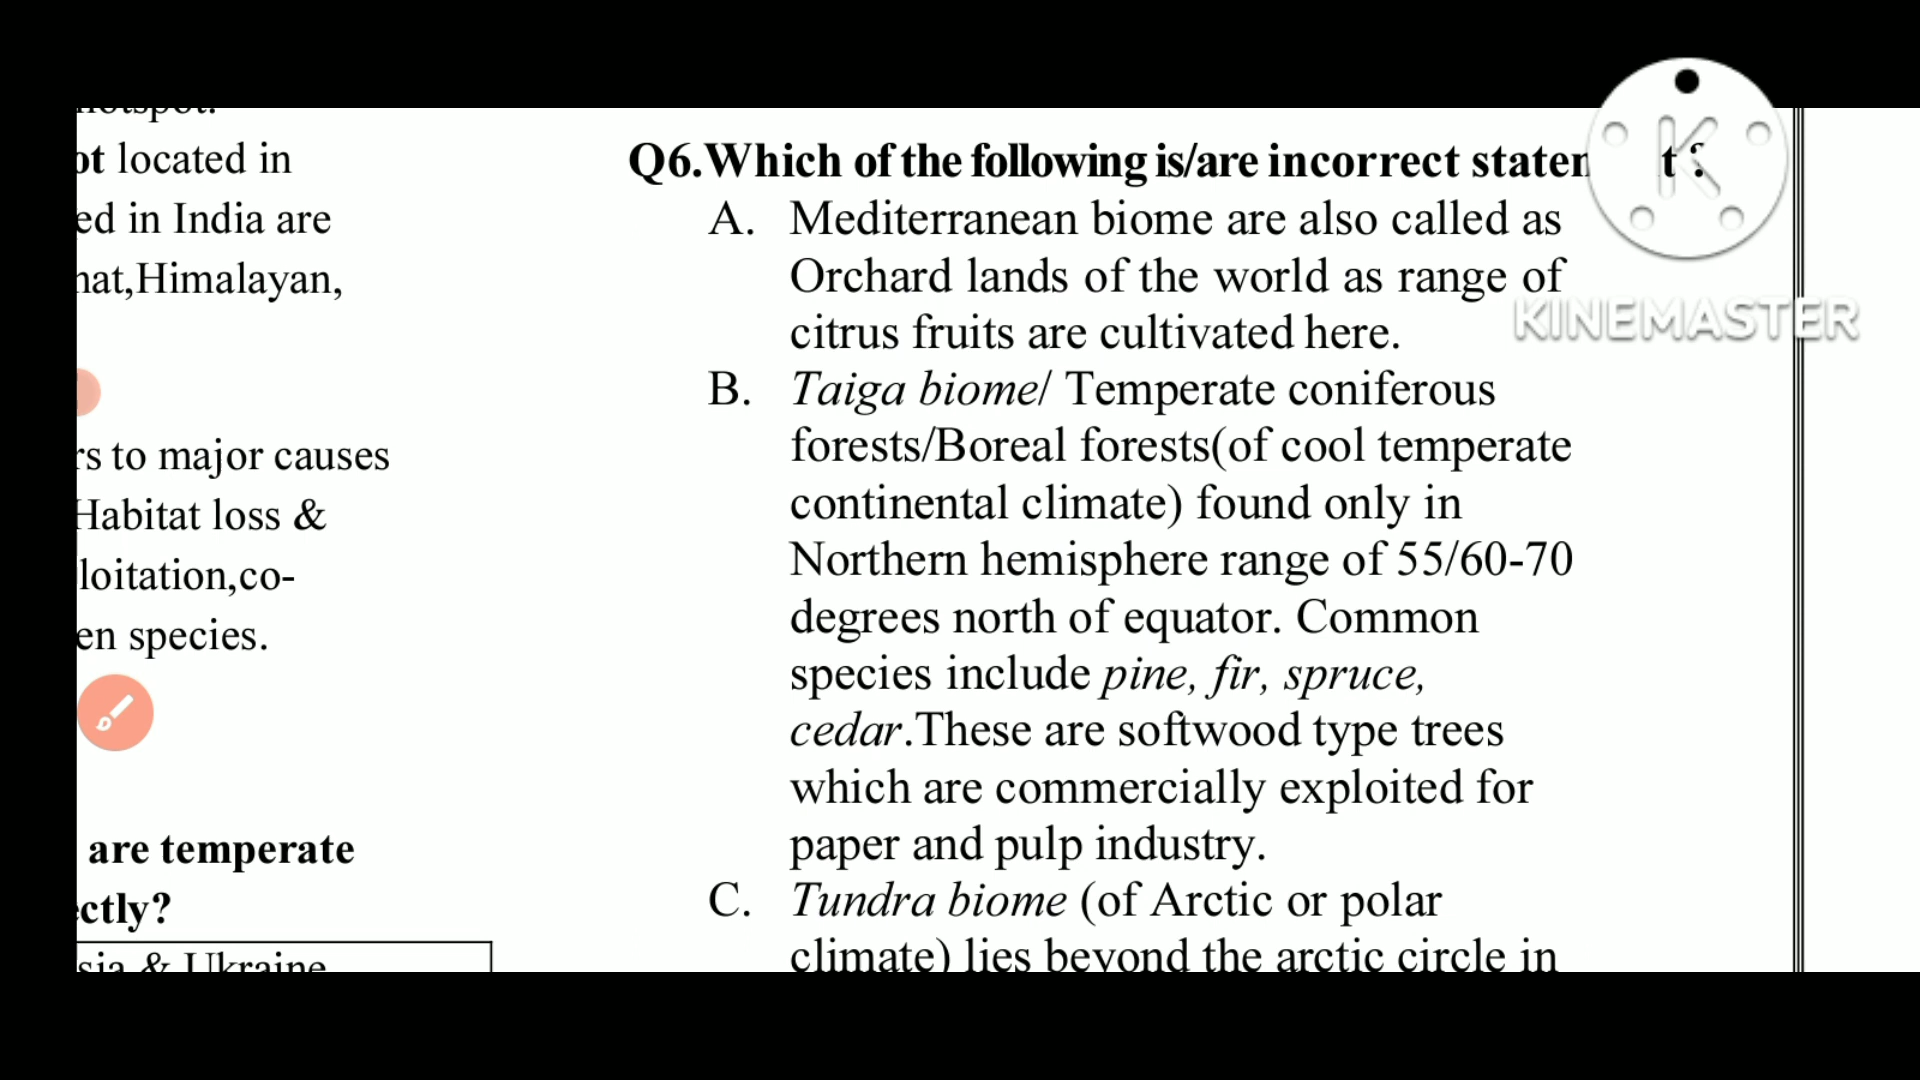 ot located in
ed in India are
hat,Himalayan,
rs to major causes
Habitat loss &
loitation,co-
en species.
are temperate
ectly?
sia & Ukraine
Q6.Which of the following is/are incorrect statement ?
A. Mediterranean biome are also called as
Orchard lands of the world as range of
citrus fruits are cultivated here.
B. Taiga biome/ Temperate coniferous
forests/Boreal forests(of cool temperate
continental climate) found only in
Northern hemisphere range of 55/60-70
degrees north of equator. Common
species include pine, fir, spruce,
cedar.These are softwood type trees
which are commercially exploited for
paper and pulp industry.
C. Tundra biome (of Arctic or polar
climate) lies beyond the arctic circle in
K
KINEMASTER